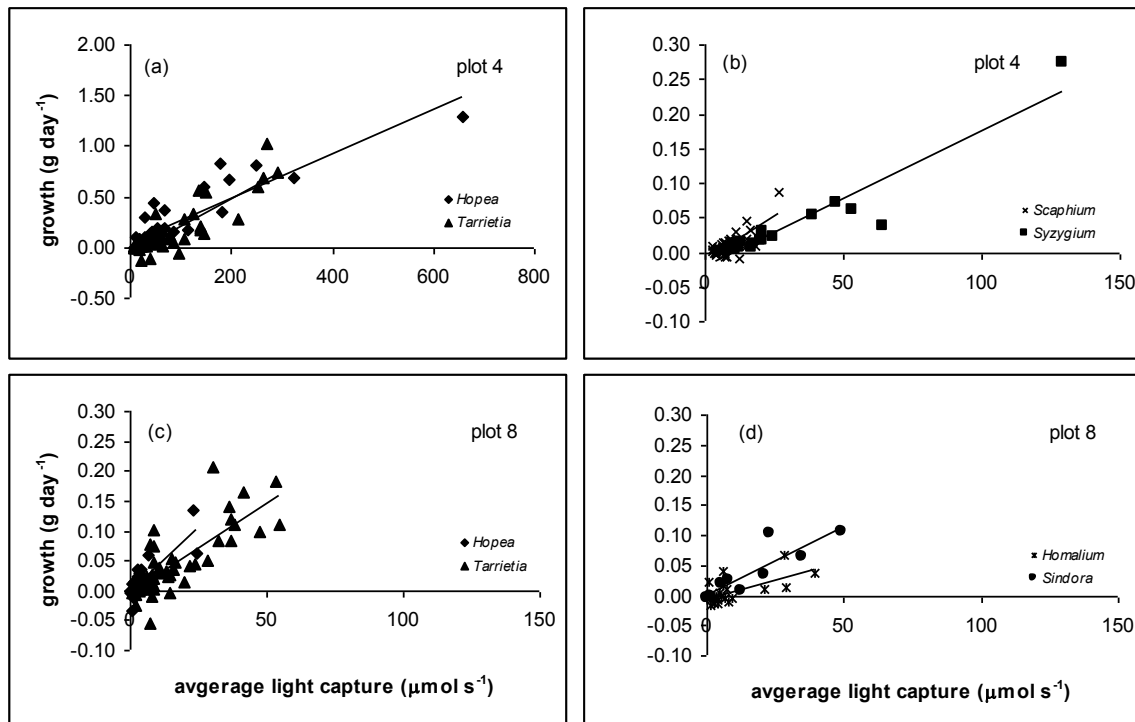 (a) plot 4
growth (g day-1)
2.00
1.50
1.00
0.50
0.00
-0.50
0 200 400 600 800
Hopea
Tarrietia
(b) plot 4
0.30
0.25
0.20
0.15
0.10
0.05
0.00
-0.05
-0.10
0 50 100 150
Scaphium
Syzygium
(c) plot 8
growth (g day-1)
0.30
0.25
0.20
0.15
0.10
0.05
0.00
-0.05
-0.10
0 50 100 150
Hopea
Tarrietia
avgerage light capture (μmol s-1)
(d) plot 8
0.30
0.25
0.20
0.15
0.10
0.05
0.00
-0.05
-0.10
0 50 100 150
Homalium
Sindora
avgerage light capture (μmol s-1)